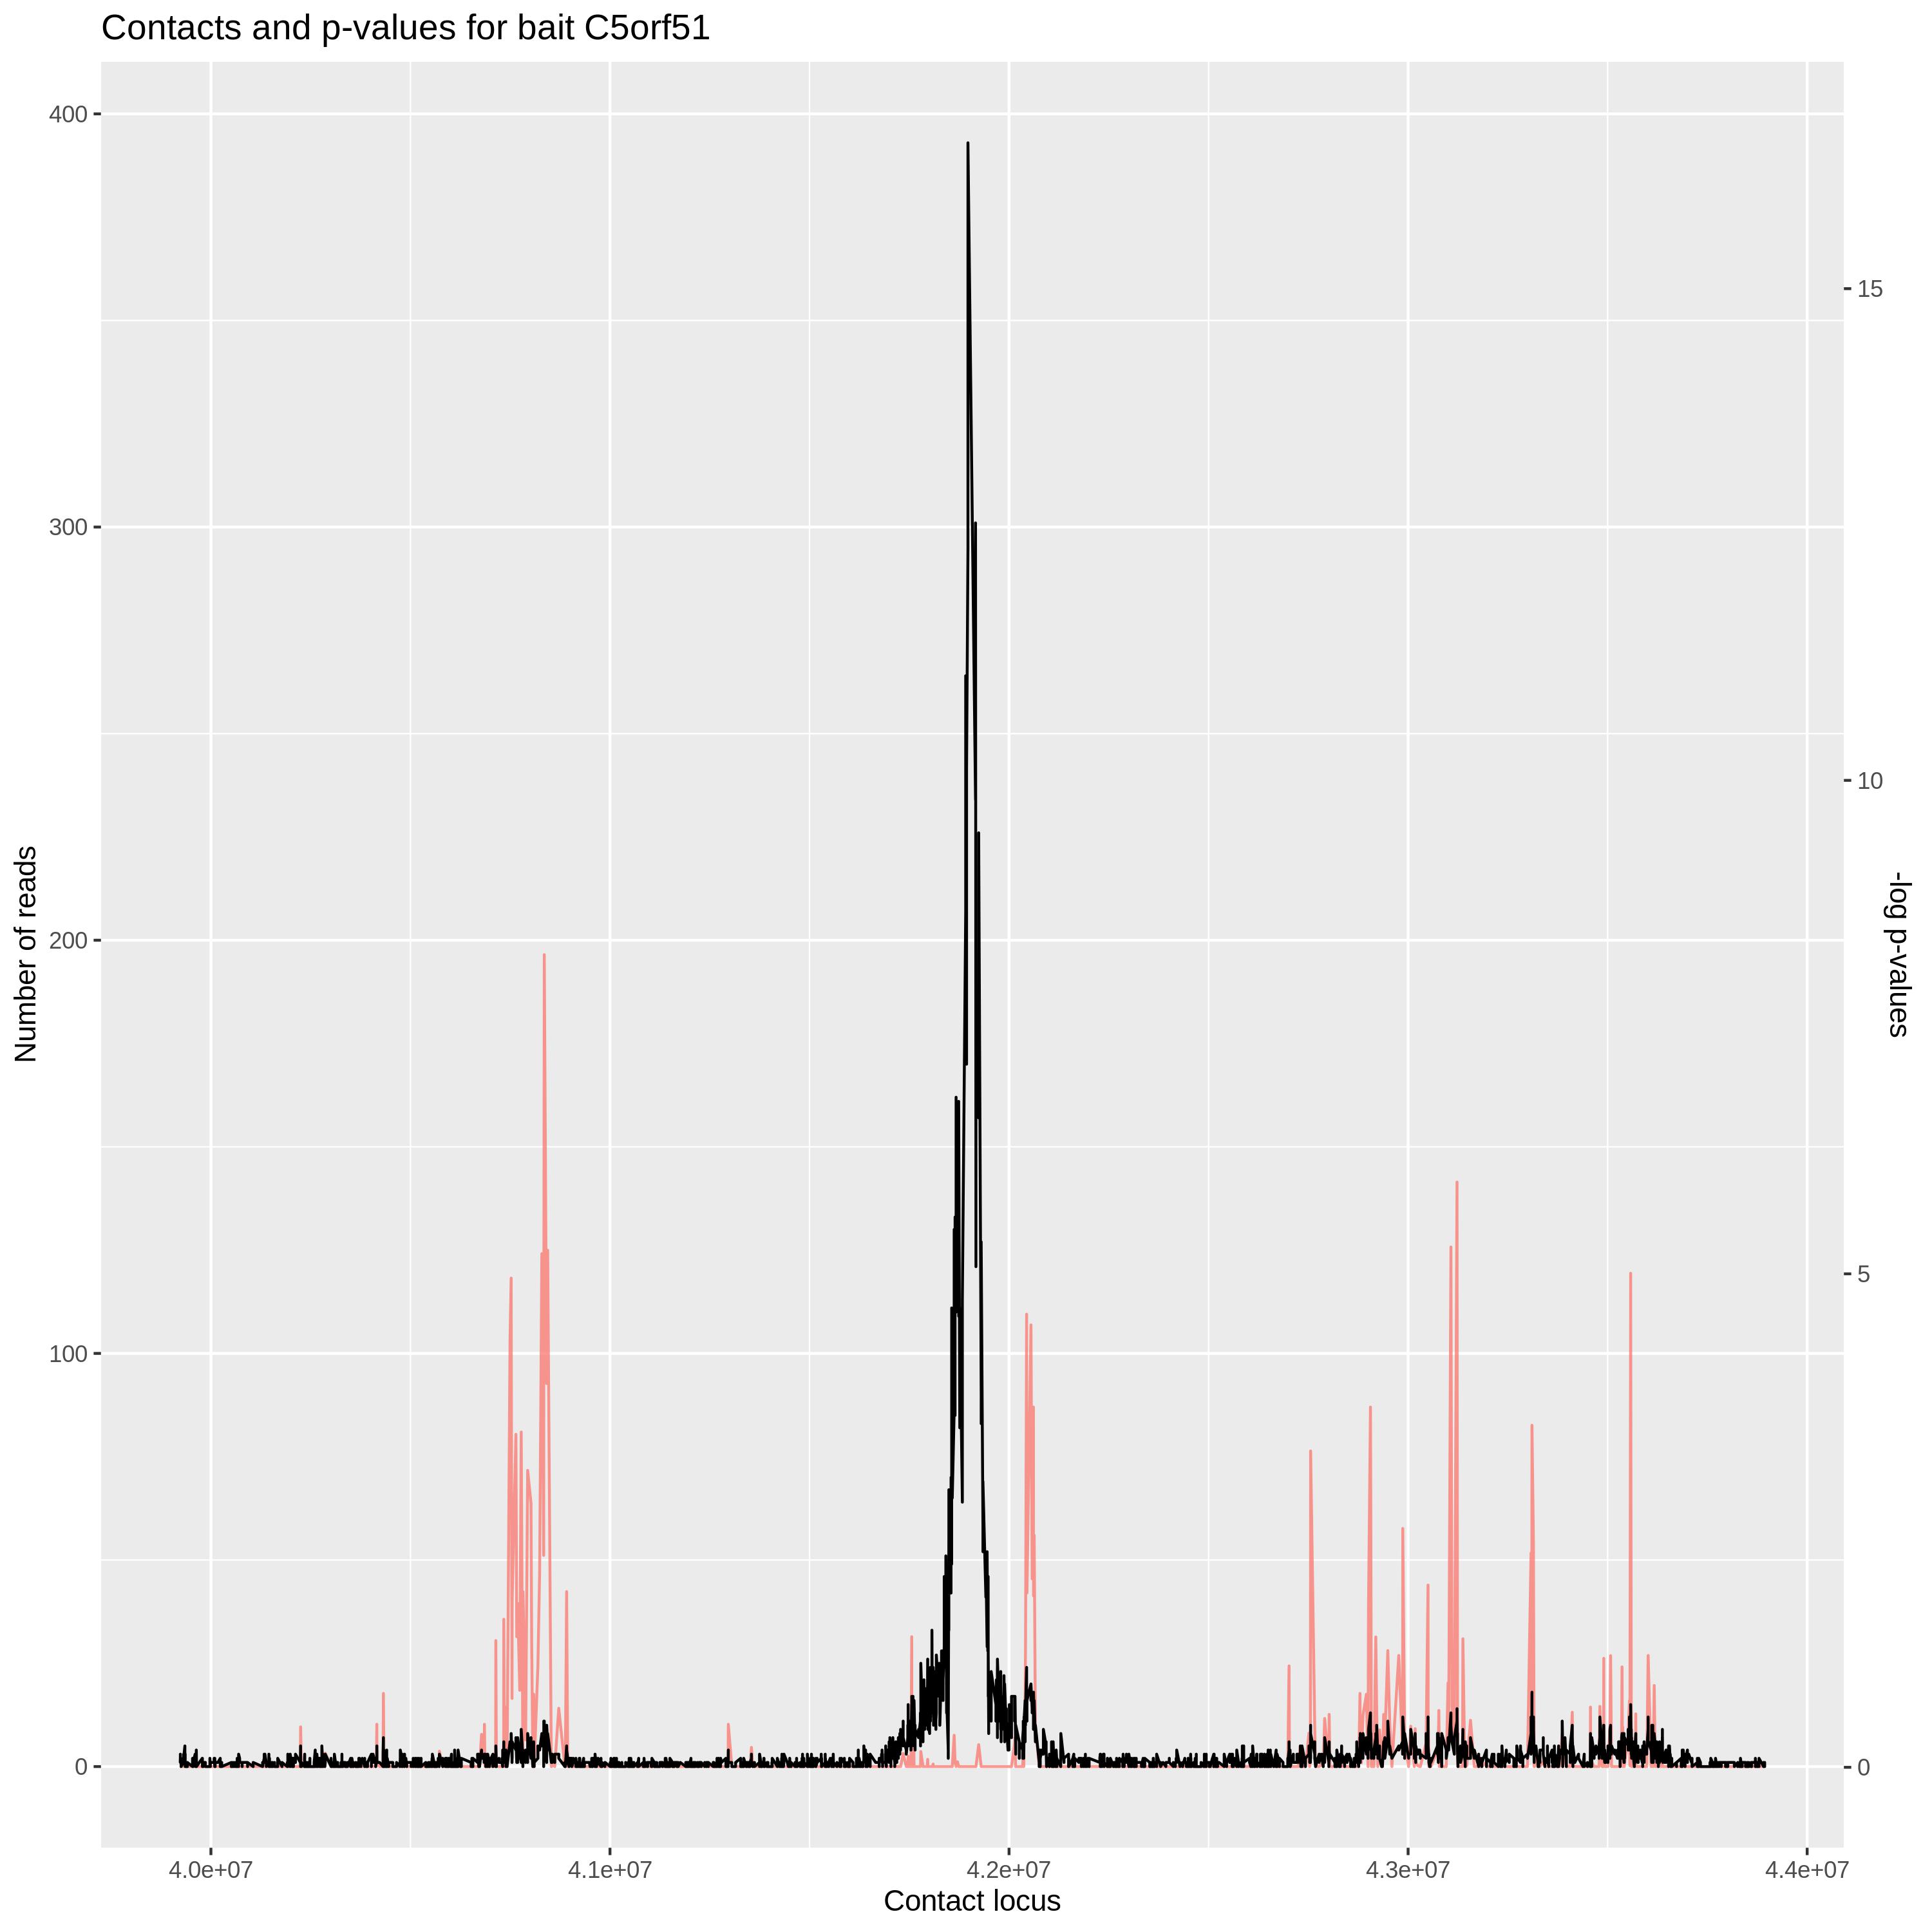 Contacts and p-values for bait C5orf51
400
300
200
100
0
Number of reads
15
10
5
0
-log p-values
4.0e+07 4.1e+07 4.2e+07 4.3e+07 4.4e+07
Contact locus